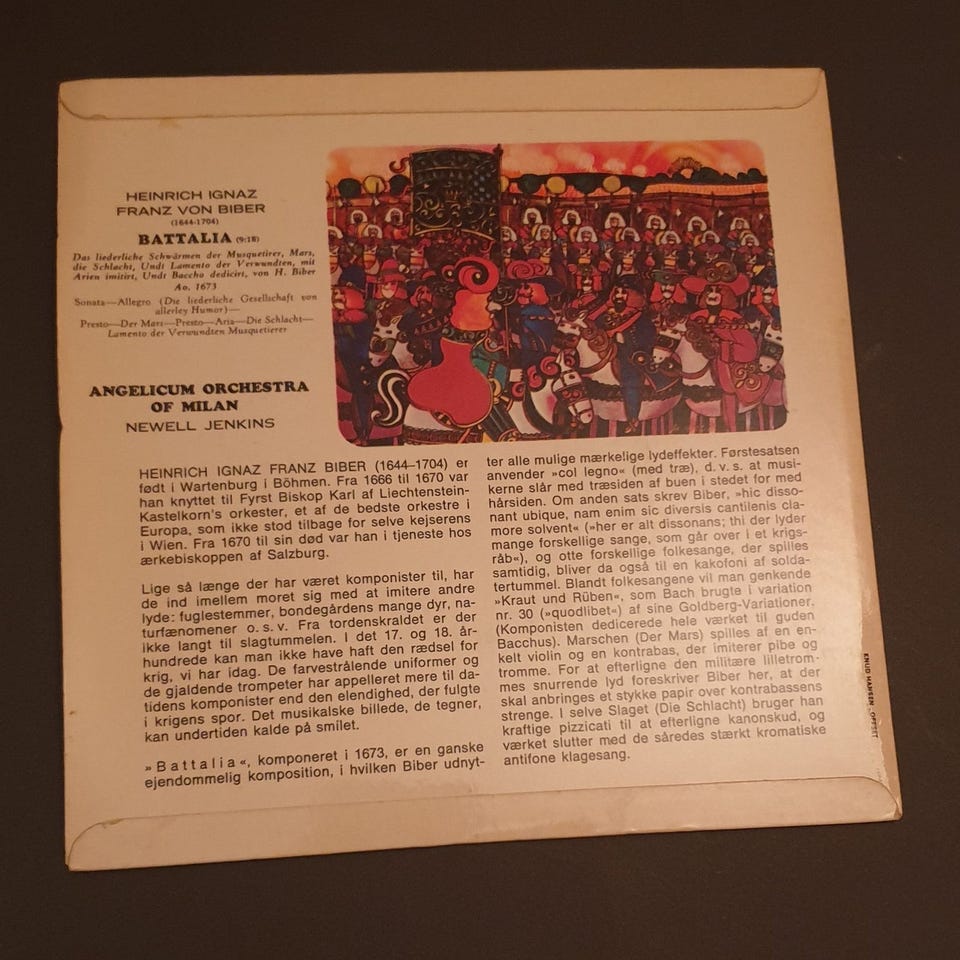 HEINRICH IGNAZ
FRANZ VON BIBER
(1644-1704)
BATTALIA (9:18)
Das liederliche Schwärmen der Musquetirer, Mars,
die Schlacht, Undt Lamento der Verwundten, mit
Arien imitirt, Undt Baccho dedicirt, von H. Biber
Ao. 1673
Sonata—Allegro (Die liederliche Gesellschaft von
allerley Humor)—
Presto—Der Mars—Presto—Aria—Die Schlacht—
Lamento der Verwundten Musquetierer
ANGELICUM ORCHESTRA
OF MILAN
NEWELL JENKINS
HEINRICH IGNAZ FRANZ BIBER (1644-1704) er
født i Wartenburg i Böhmen. Fra 1666 til 1670 var
han knyttet til Fyrst Biskop Karl af Liechtenstein-
Kastelkorn's orkester, et af de bedste orkestre i
Europa, som ikke stod tilbage for selve kejserens
i Wien. Fra 1670 til sin død var han i tjeneste hos
ærkebiskoppen af Salzburg.
Lige så længe der har været komponister til, har
de ind imellem moret sig med at imitere andre
lyde: fuglestemmer, bondegårdens mange dyr, na-
turfænomener o. s. v. Fra tordenskraldet er der
ikke langt til slagtummelen. I det 17. og 18. år-
hundrede kan man ikke have haft den rædsel for
krig, vi har idag. De farvestrålende uniformer og
de gjaldende trompeter har appelleret mere til da-
tidens komponister end den elendighed, der fulgte
i krigens spor. Det musikalske billede, de tegner,
kan undertiden kalde på smilet.
»Battalia«, komponeret i 1673, er en ganske
ejendommelig komposition, i hvilken Biber udnyt-
ter alle mulige mærkelige lydeffekter. Førstesatsen
anvender »col legno« (med træ), d. v. s. at musi-
kerne slår med træsiden af buen i stedet for med
hårsiden. Om anden sats skrev Biber, »hic disso-
nant ubique, nam enim sic diversis cantilenis cla-
more solvent« (»her er alt dissonans; thi der lyder
mange forskellige sange, som går over i et krigs-
råb«), og otte forskellige folkesange, der spilles
samtidig, bliver da også til en kakofoni af solda-
tertummel. Blandt folkesangene vil man genkende
»Kraut und Rüben«, som Bach brugte i variation
nr. 30 (»quodlibet«) af sine Goldberg-Variationer,
(Komponisten dedicerede hele værket til guden
Bacchus). Marschen (Der Mars) spilles af en en-
kelt violin og en kontrabas, der imiterer pibe og
tromme. For at efterligne den militære lilletrom-
mes snurrende lyd foreskriver Biber her, at der
skal anbringes et stykke papir over kontrabassens
strenge. I selve Slaget (Die Schlacht) bruger han
kraftige pizzicati til at efterligne kanonskud, og
værket slutter med de såredes stærkt kromatiske
antifone klagesang.
KNUD HANSEN - OFFSET